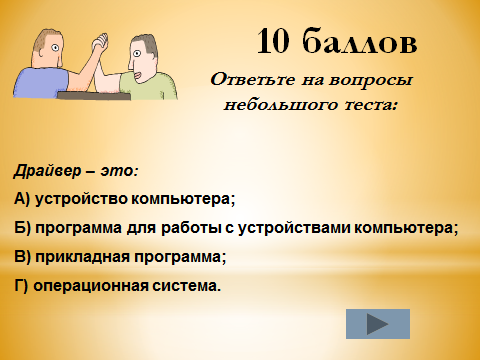 10 баллов
Ответьте на вопросы
небольшого теста:
Драйвер – это:
А) устройство компьютера;
Б) программа для работы с устройствами компьютера;
В) прикладная программа;
Г) операционная система.